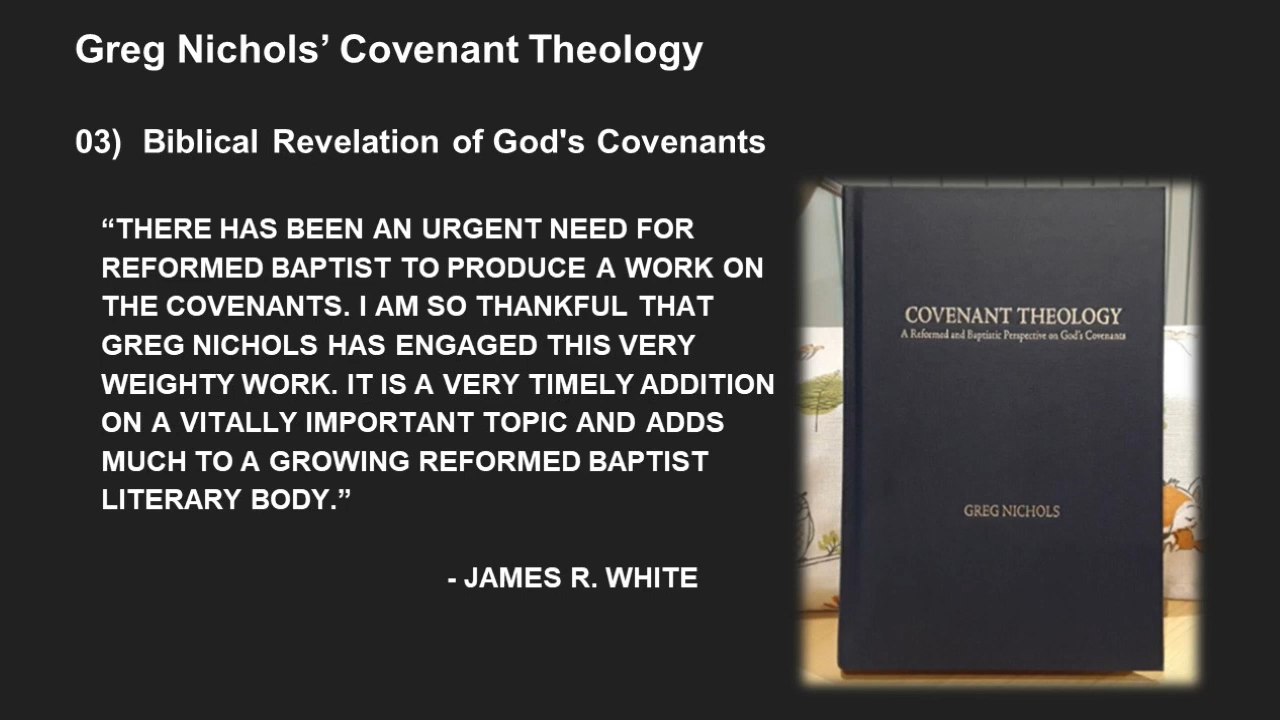 Greg Nichols’ Covenant Theology
03) Biblical Revelation of God's Covenants
“THERE HAS BEEN AN URGENT NEED FOR
REFORMED BAPTIST TO PRODUCE A WORK ON
THE COVENANTS. I AM SO THANKFUL THAT
GREG NICHOLS HAS ENGAGED THIS VERY
WEIGHTY WORK. IT IS A VERY TIMELY ADDITION
ON A VITALLY IMPORTANT TOPIC AND ADDS
MUCH TO A GROWING REFORMED BAPTIST
LITERARY BODY.”
- JAMES R. WHITE
COVENANT THEOLOGY
A Reformed and Baptistic Perspective on God's Covenants
GREG NICHOLS